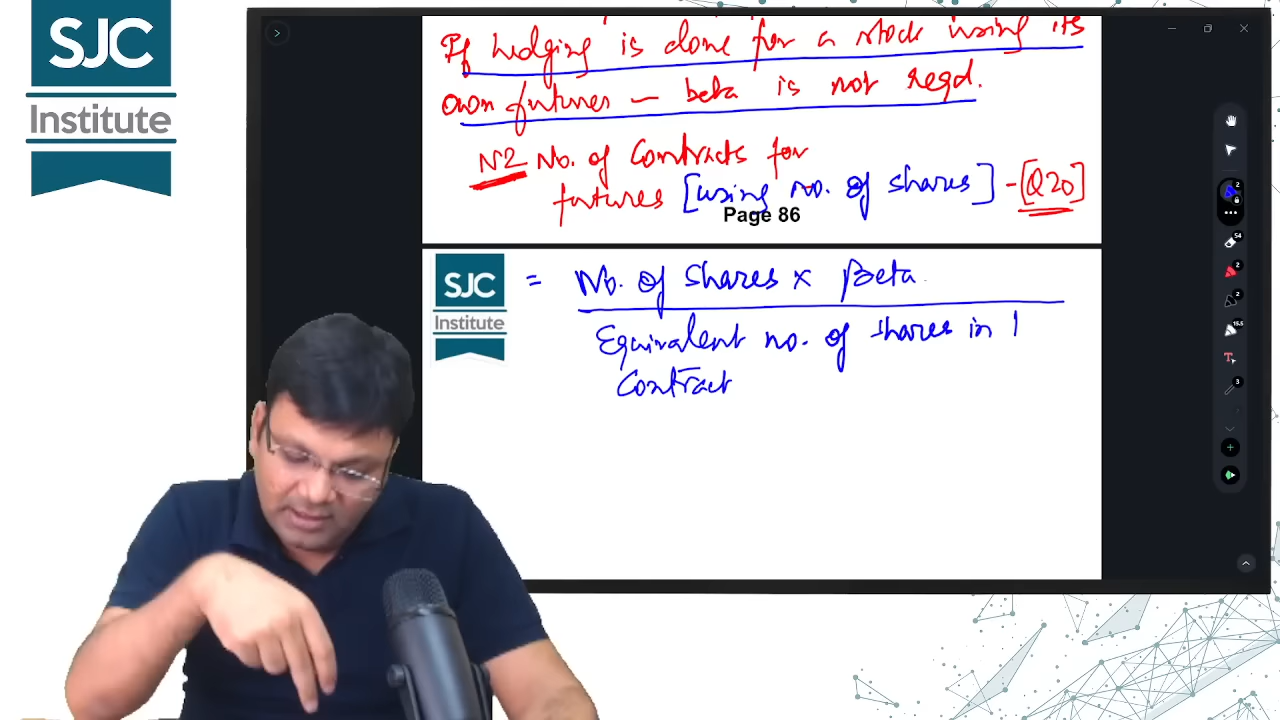 SJC
Institute
If hedging is done for a stock using its
own futures – beta is not reqd.
N2 No. of Contracts for
futures [using no. of shares] - [Q20]
Page 86
SJC
Institute
= No. of Shares x Beta
Equivalent no. of shares in 1
Contract